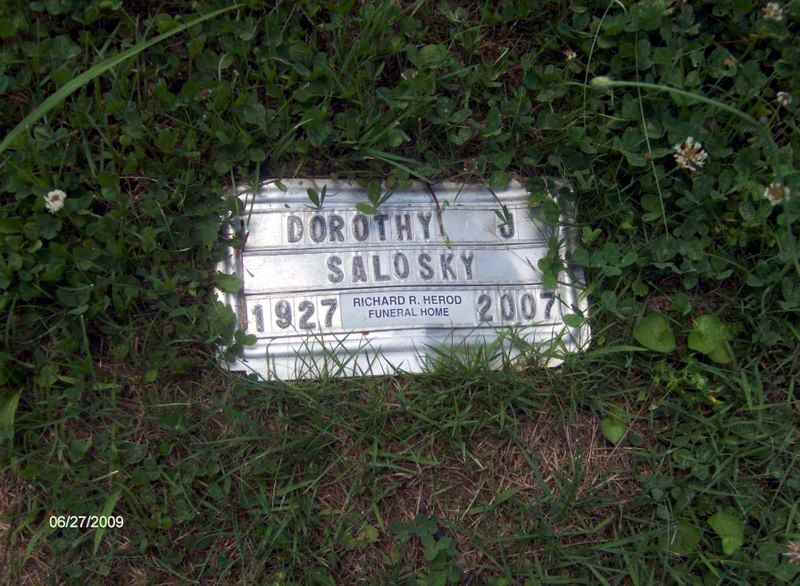 DOROTHY J
SALOSKY
1927 RICHARD R. HEROD FUNERAL HOME 2007
06/27/2009